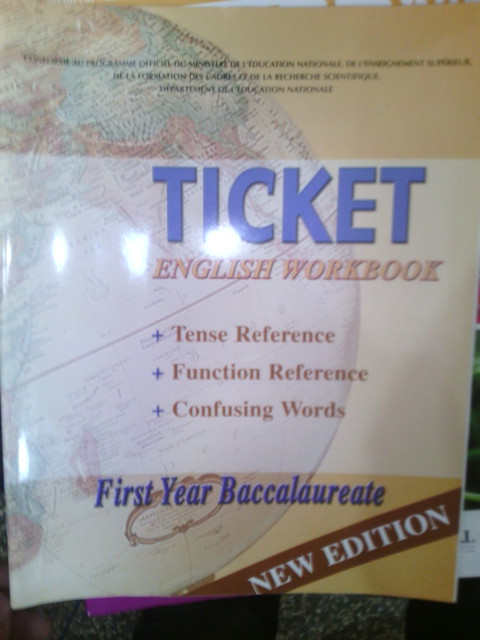 CONFORME AU PROGRAMME OFFICIEL DU MINISTERE DE L'ÉDUCATION NATIONALE, DE L'ENSEIGNEMENT SUPÉRIEUR,
DE LA FORMATION DES CADRES ET DE LA RECHERCHE SCIENTIFIQUE.
DÉPARTEMENT DE L'ÉDUCATION NATIONALE
TICKET
ENGLISH WORKBOOK
+ Tense Reference
+ Function Reference
+ Confusing Words
First Year Baccalaureate
NEW EDITION